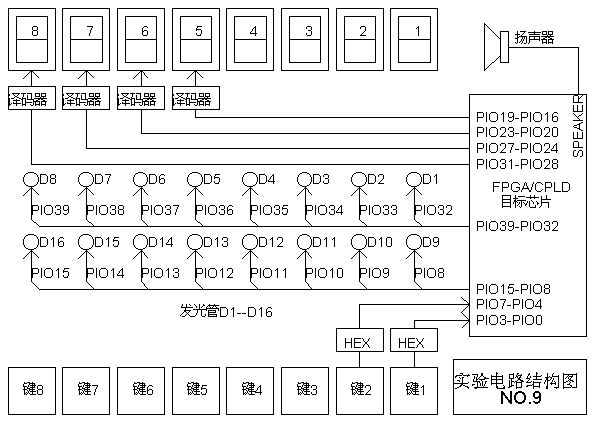 8 7 6 5 4 3 2 1
扬声器
译码器 译码器 译码器 译码器
SPEAKER
PIO19-PIO16
PIO23-PIO20
PIO27-PIO24
PIO31-PIO28
D8 D7 D6 D5 D4 D3 D2 D1
FPGA/CPLD
目标芯片
PIO39 PIO38 PIO37 PIO36 PIO35 PIO34 PIO33 PIO32
PIO39-PIO32
D16 D15 D14 D13 D12 D11 D10 D9
PIO15 PIO14 PIO13 PIO12 PIO11 PIO10 PIO9 PIO8
PIO15-PIO8
PIO7-PIO4
PIO3-PIO0
发光管D1--D16
HEX HEX
键8 键7 键6 键5 键4 键3 键2 键1
实验电路结构图
NO.9